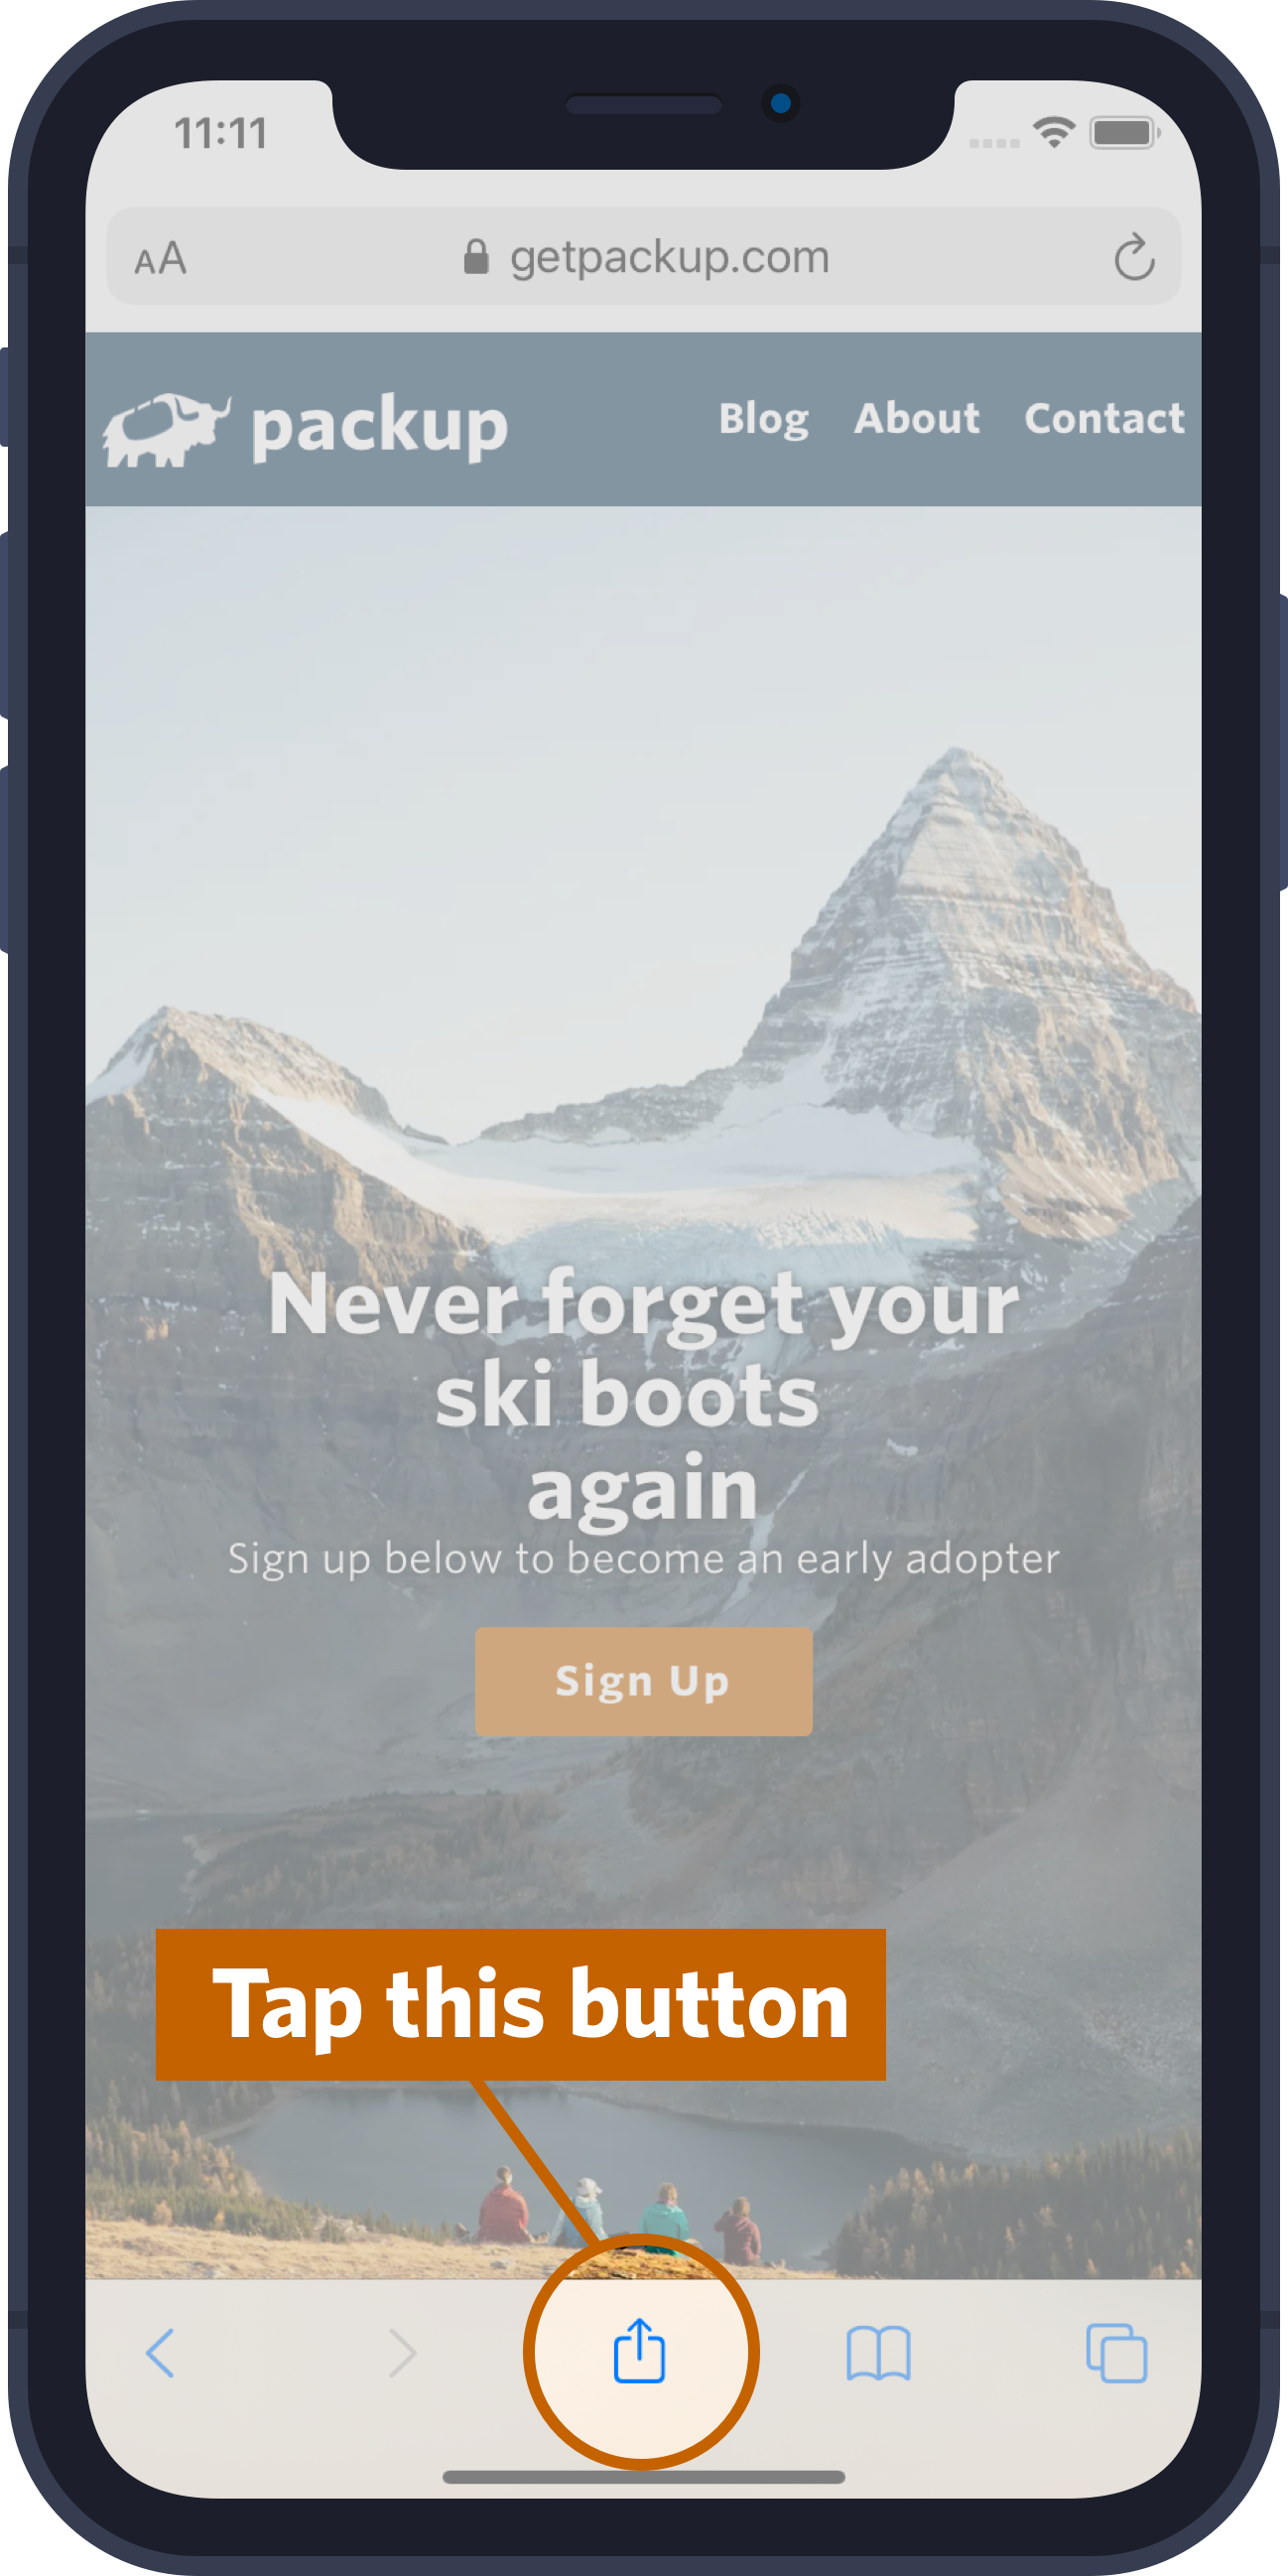 11:11
AA getpackup.com
packup Blog About Contact
Never forget your
ski boots
again
Sign up below to become an early adopter
Sign Up
Tap this button